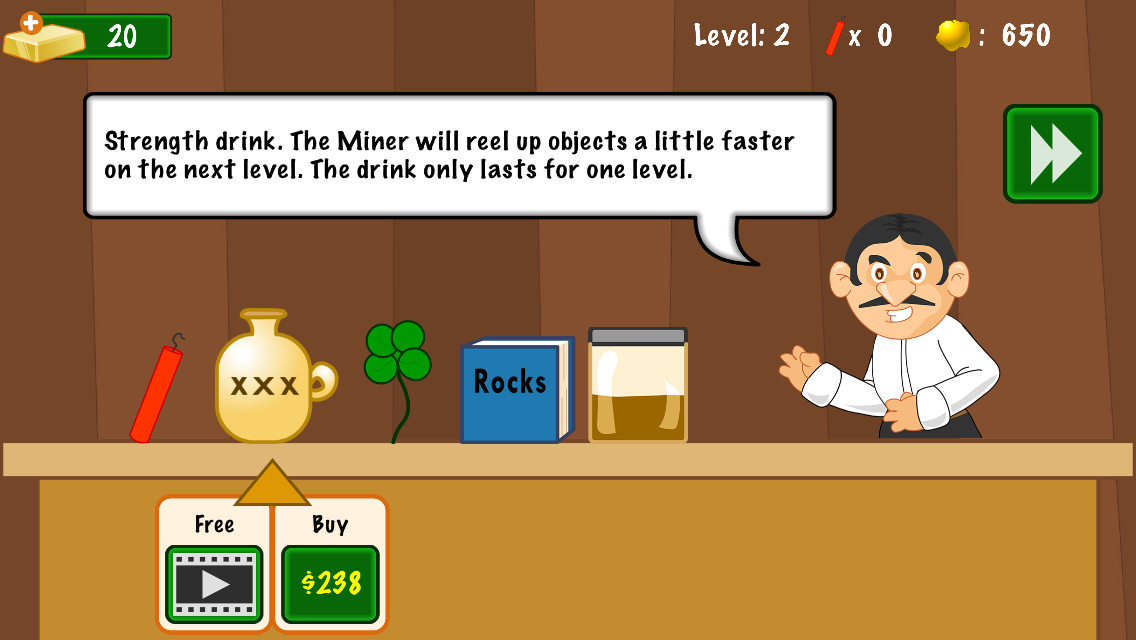 20
Level: 2 x 0 : 650
Strength drink. The Miner will reel up objects a little faster
on the next level. The drink only lasts for one level.
XXX
Rocks
Free
Buy
$238